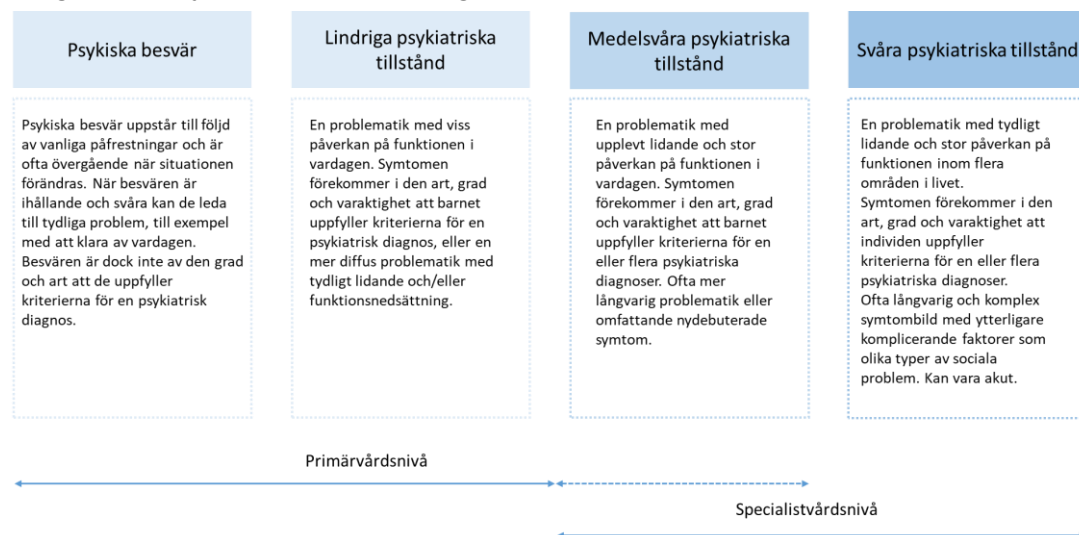 Psykiska besvär
Lindriga psykiatriska
tillstånd
Medelsvåra psykiatriska
tillstånd
Svåra psykiatriska tillstånd
Psykiska besvär uppstår till följd
av vanliga påfrestningar och är
ofta övergående när situationen
förändras. När besvären är
ihållande och svåra kan de leda
till tydliga problem, till exempel
med att klara av vardagen.
Besvären är dock inte av den grad
och art att de uppfyller
kriterierna för en psykiatrisk
diagnos.
En problematik med viss
påverkan på funktionen i
vardagen. Symtomen
förekommer i den art, grad
och varaktighet att barnet
uppfyller kriterierna för en
psykiatrisk diagnos, eller en
mer diffus problematik med
tydligt lidande och/eller
funktionsnedsättning.
En problematik med
upplevt lidande och stor
påverkan på funktionen i
vardagen. Symtomen
förekommer i den art, grad
och varaktighet att barnet
uppfyller kriterierna för en
eller flera psykiatriska
diagnoser. Ofta mer
långvarig problematik eller
omfattande nydebuterade
symtom.
En problematik med tydligt
lidande och stor påverkan på
funktionen inom flera
områden i livet.
Symtomen förekommer i den
art, grad och varaktighet att
individen uppfyller
kriterierna för en eller flera
psykiatriska diagnoser.
Ofta långvarig och komplex
symtombild med ytterligare
komplicerande faktorer som
olika typer av sociala
problem. Kan vara akut.
Primärvårdsnivå
Specialistvårdsnivå